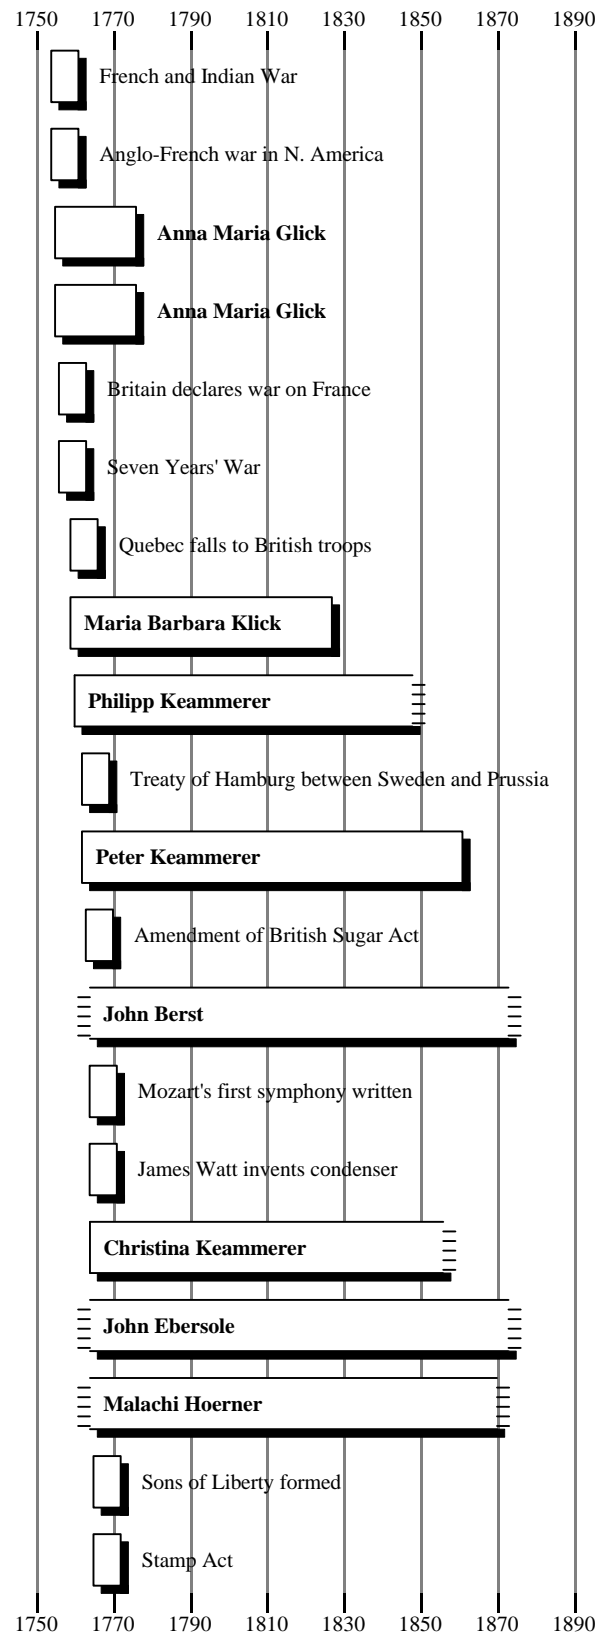 1750 1770 1790 1810 1830 1850 1870 1890
French and Indian War
Anglo-French war in N. America
Anna Maria Glick
Anna Maria Glick
Britain declares war on France
Seven Years' War
Quebec falls to British troops
Maria Barbara Klick
Philipp Keammerer
Treaty of Hamburg between Sweden and Prussia
Peter Keammerer
Amendment of British Sugar Act
John Berst
Mozart's first symphony written
James Watt invents condenser
Christina Keammerer
John Ebersole
Malachi Hoerner
Sons of Liberty formed
Stamp Act
1750 1770 1790 1810 1830 1850 1870 1890